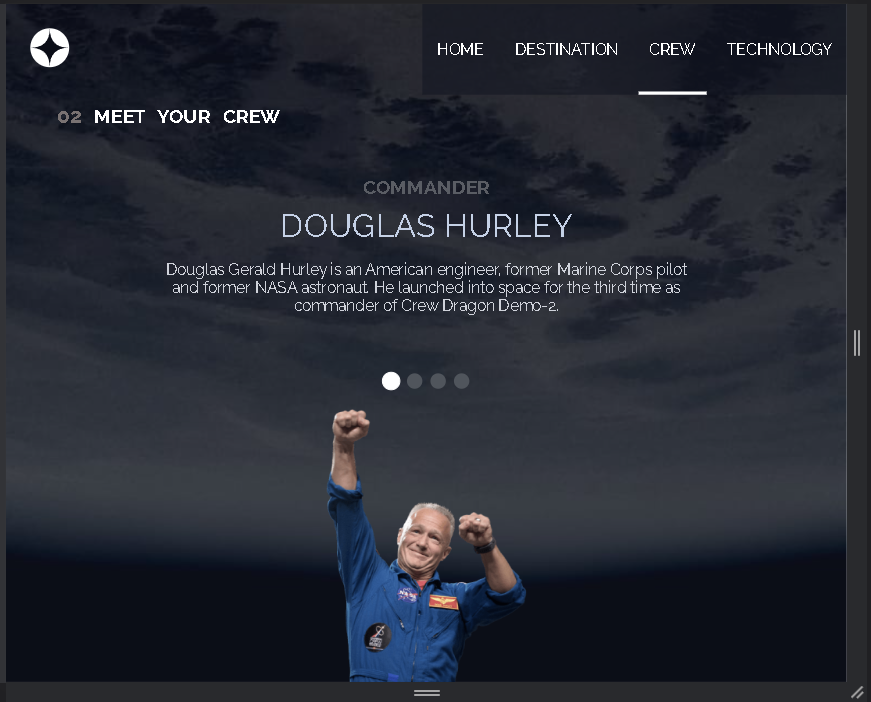 HOME DESTINATION CREW TECHNOLOGY
02 MEET YOUR CREW
COMMANDER
DOUGLAS HURLEY
Douglas Gerald Hurley is an American engineer, former Marine Corps pilot
and former NASA astronaut. He launched into space for the third time as
commander of Crew Dragon Demo-2.
NASA